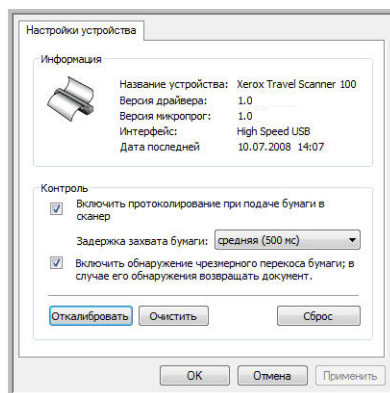 Настройки устройства
Информация
Название устройства: Xerox Travel Scanner 100
Версия драйвера: 1.0
Версия микропрог: 1.0
Интерфейс: High Speed USB
Дата последней 10.07.2008 14:07
Контроль
Включить протоколирование при подаче бумаги в
сканер
Задержка захвата бумаги: средняя (500 мс)
Включить обнаружение чрезмерного перекоса бумаги; в
случае его обнаружения возвращать документ.
Откалибровать Очистить Сброс
OK Отмена Применить